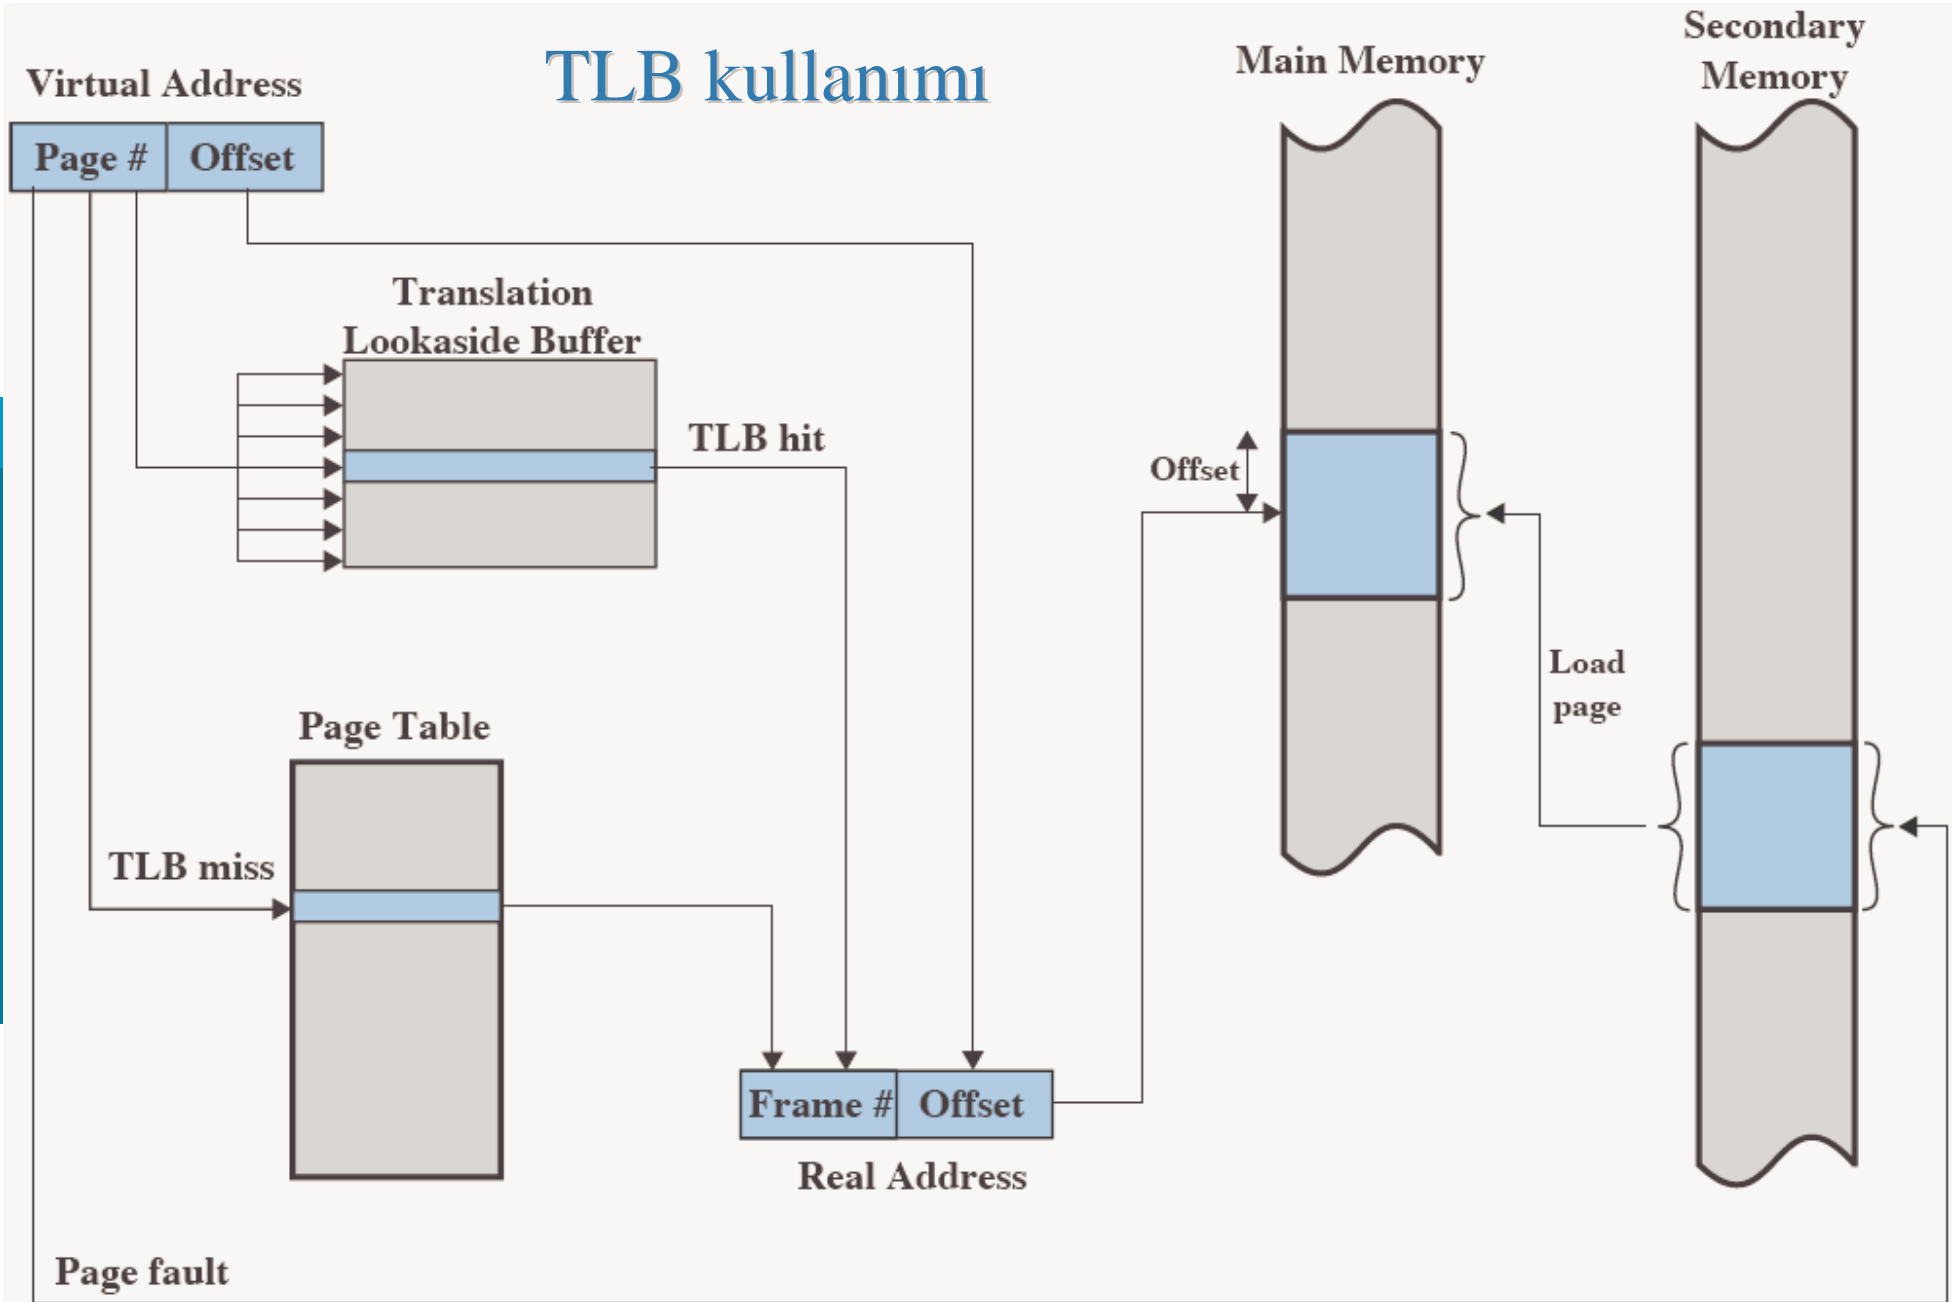 TLB kullanımı
Virtual Address
Page #
Offset
Translation
Lookaside Buffer
TLB hit
Page Table
TLB miss
Frame #
Offset
Real Address
Page fault
Main Memory
Offset
Load
page
Secondary
Memory